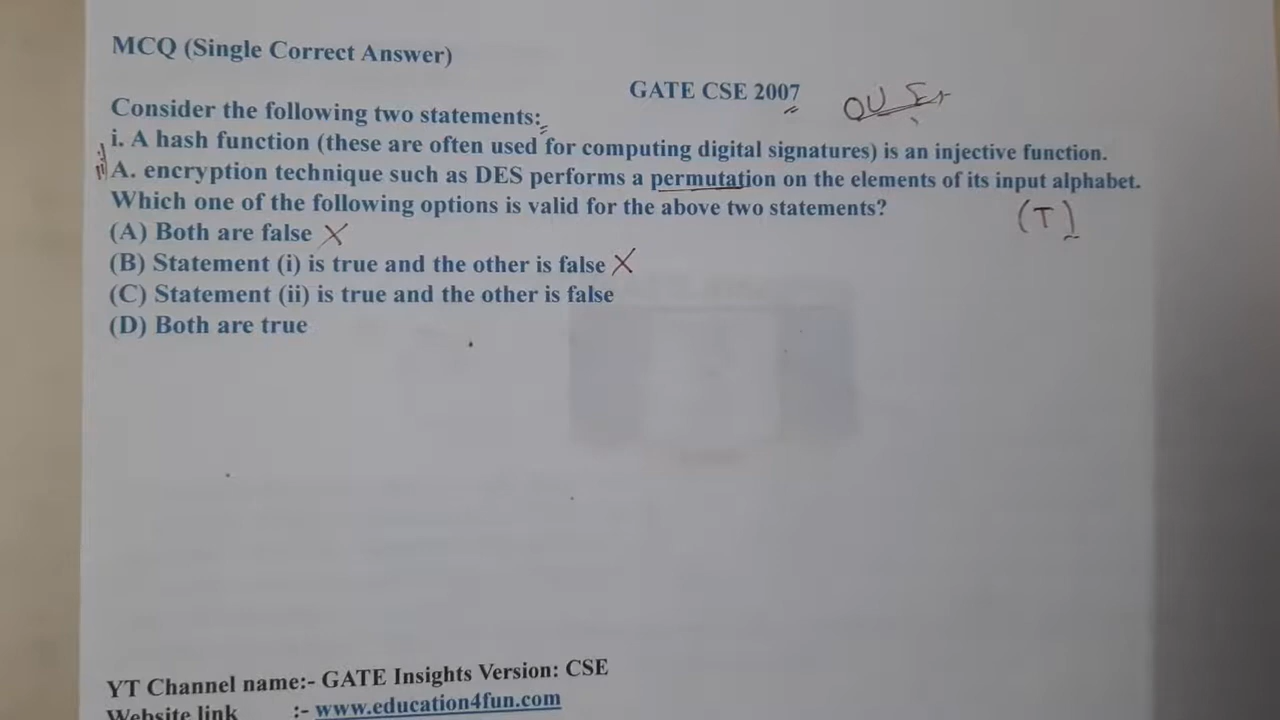 MCQ (Single Correct Answer)
GATE CSE 2007
Consider the following two statements:
i. A hash function (these are often used for computing digital signatures) is an injective function.
ii) A. encryption technique such as DES performs a permutation on the elements of its input alphabet.
Which one of the following options is valid for the above two statements?
(T)
(A) Both are false X
(B) Statement (i) is true and the other is false X
(C) Statement (ii) is true and the other is false
(D) Both are true
YT Channel name:- GATE Insights Version: CSE
Website link :- www.education4fun.com